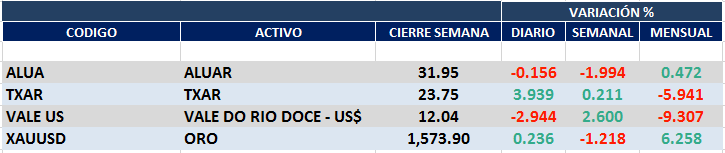 VARIACIÓN %
CODIGO ACTIVO CIERRE SEMANA DIARIO SEMANAL MENSUAL
ALUA ALUAR 31.95 -0.156 -1.994 0.472
TXAR TXAR 23.75 3.939 0.211 -5.941
VALE US VALE DO RIO DOCE - US$ 12.04 -2.944 2.600 -9.307
XAUUSD ORO 1,573.90 0.236 -1.218 6.258